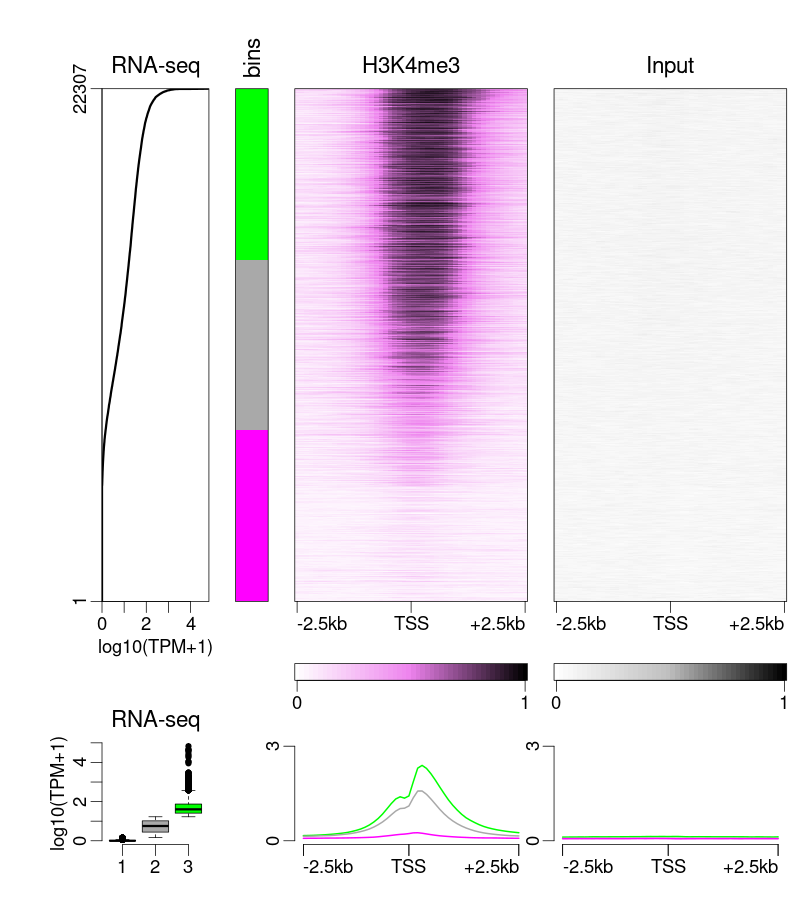 RNA-seq
bins
H3K4me3
Input
22307
1
0 2 4
log10(TPM+1)
-2.5kb TSS +2.5kb
-2.5kb TSS +2.5kb
0 1
0 1
RNA-seq
log10(TPM+1)
4
2
0
1 2 3
3
0
-2.5kb TSS +2.5kb
3
0
-2.5kb TSS +2.5kb